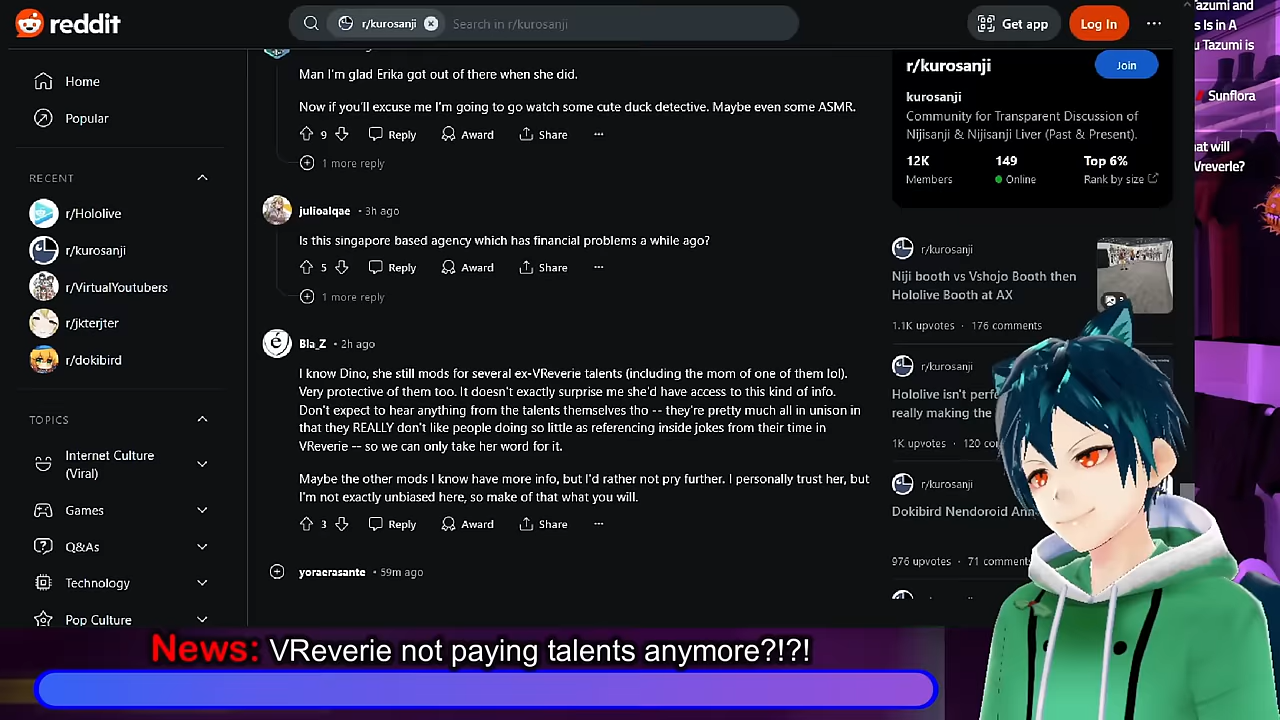 reddit
r/kurosanji
Search in r/kurosanji
Get app
Log In
Home
Popular
RECENT
r/Hololive
r/kurosanji
r/VirtualYoutubers
r/jkterjter
r/dokibird
TOPICS
Internet Culture
(Viral)
Games
Q&As
Technology
Pop Culture
Man I'm glad Erika got out of there when she did.
Now if you'll excuse me I'm going to go watch some cute duck detective. Maybe even some ASMR.
9 Reply Award Share
1 more reply
julioalqae • 3h ago
Is this singapore based agency which has financial problems a while ago?
5 Reply Award Share
1 more reply
Bla_Z • 2h ago
I know Dino, she still mods for several ex-VReverie talents (including the mom of one of them lol).
Very protective of them too. It doesn't exactly surprise me she'd have access to this kind of info.
Don't expect to hear anything from the talents themselves tho -- they're pretty much all in unison in
that they REALLY don't like people doing so little as referencing inside jokes from their time in
VReverie -- so we can only take her word for it.
Maybe the other mods I know have more info, but I'd rather not pry further. I personally trust her, but
I'm not exactly unbiased here, so make of that what you will.
3 Reply Award Share
yoraerasante • 59m ago
r/kurosanji
Join
kurosanji
Community for Transparent Discussion of
Nijisanji & Nijisanji Liver (Past & Present).
12K 149 Top 6%
Members Online Rank by size
r/kurosanji
Niji booth vs Vshojo Booth then
Hololive Booth at AX
1.1K upvotes · 176 comments
r/kurosanji
Hololive isn't
really making the
1K upvotes · 120
r/kurosanji
Dokibird Nendoroid
976 upvotes · 71 comments
Tazumi and
s Is in A
u Tazumi is
Sunflora
at will
Vreverle?
News: VReverie not paying talents anymore?!?!